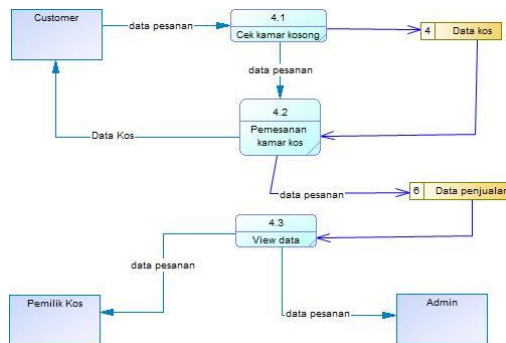 Customer
data pesanan
4.1
Cek kamar kosong
4 Data kos
data pesanan
4.2
Pemesanan
kamar kos
Data Kos
data pesanan
6 Data penjualan
4.3
View data
data pesanan
data pesanan
Pemilik Kos
Admin